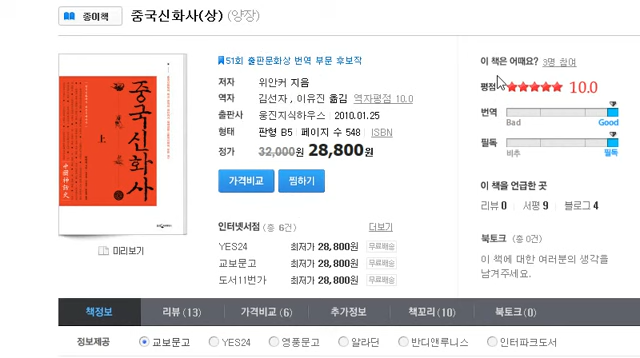 종이책 중국신화사(상) (양장)
51회 출판문화상 번역 부문 후보작
저자 위안커 지음
역자 김선자, 이유진 옮김 역자평점 10.0
출판사 웅진지식하우스 | 2010.01.25
형태 판형 B5 | 페이지 수 548 | ISBN
정가 32,000원 28,800원
가격비교 찜하기
중국신화사
上
中國神話史
미리보기
인터넷서점 (총 6건) 더보기
YES24 최저가 28,800원 무료배송
교보문고 최저가 28,800원 무료배송
도서11번가 최저가 28,800원 무료배송
이 책은 어때요? 3명 참여
평점 10.0
번역
Bad Good
필독
비추 필독
이 책을 언급한 곳
리뷰 0 서평 9 블로그 4
북토크 (총 0건)
이 책에 대한 여러분의 생각을
남겨주세요.
책정보 리뷰 (13) 가격비교 (6) 추가정보 책꼬리 (10) 북토크 (0)
정보제공 교보문고 YES24 영풍문고 알라딘 반디앤루니스 인터파크도서